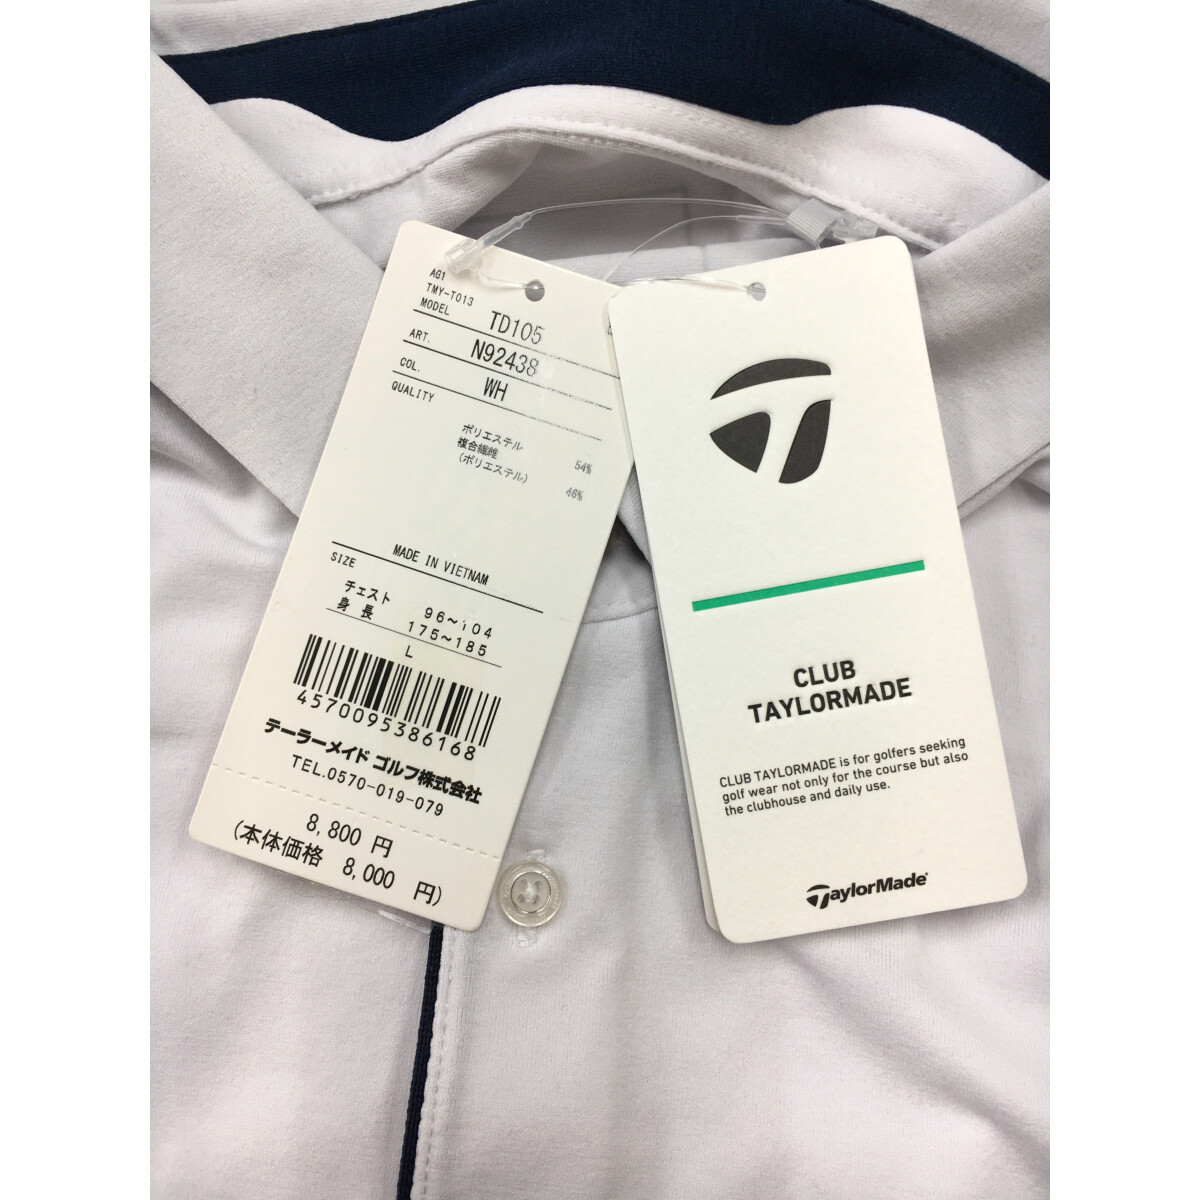 AG1
TMY-T013
MODEL TD105
ART. N92438
COL. WH
QUALITY
ポリエステル 54%
複合繊維
(ポリエステル) 46%
MADE IN VIETNAM
SIZE
チェスト 96~104
身長 175~185
L
4570095386168
テーラーメイド ゴルフ株式会社
TEL.0570-019-079
8,800 円
(本体価格 8,000 円)
CLUB
TAYLORMADE
CLUB TAYLORMADE is for golfers seeking
golf wear not only for the course but also
the clubhouse and daily use.
TaylorMade